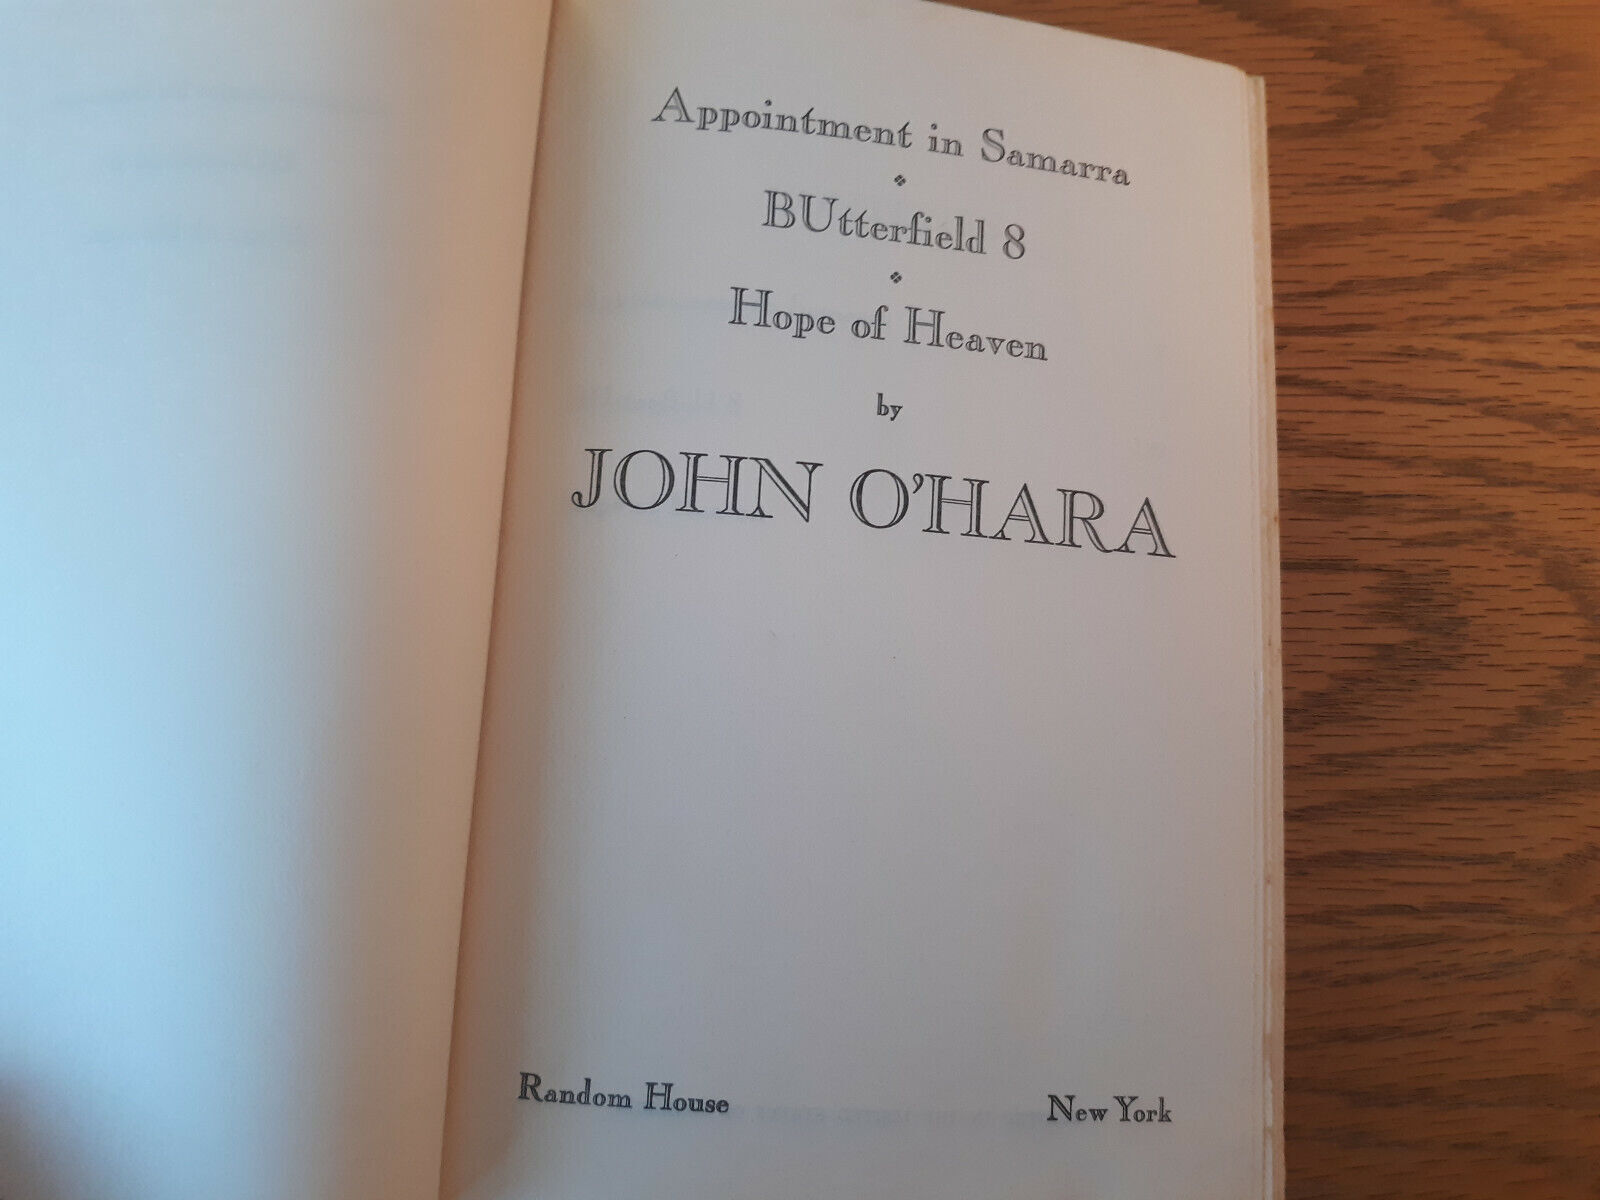 Appointment in Samarra
BUtterfield 8
Hope of Heaven
by
JOHN O'HARA
Random House New York